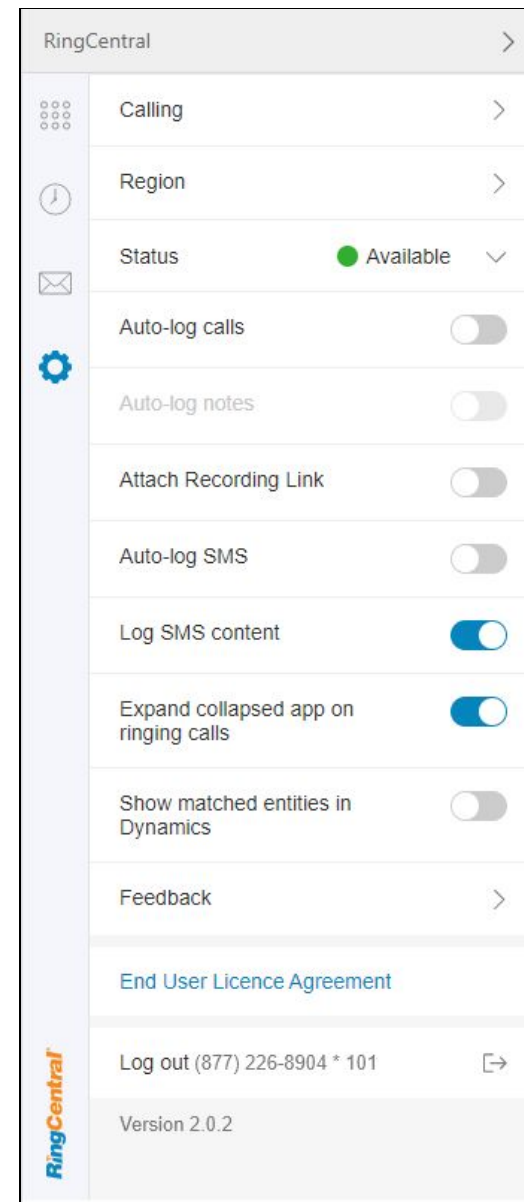 RingCentral
Calling
Region
Status Available
Auto-log calls
Auto-log notes
Attach Recording Link
Auto-log SMS
Log SMS content
Expand collapsed app on
ringing calls
Show matched entities in
Dynamics
Feedback
End User Licence Agreement
Log out (877) 226-8904 * 101
Version 2.0.2
RingCentral